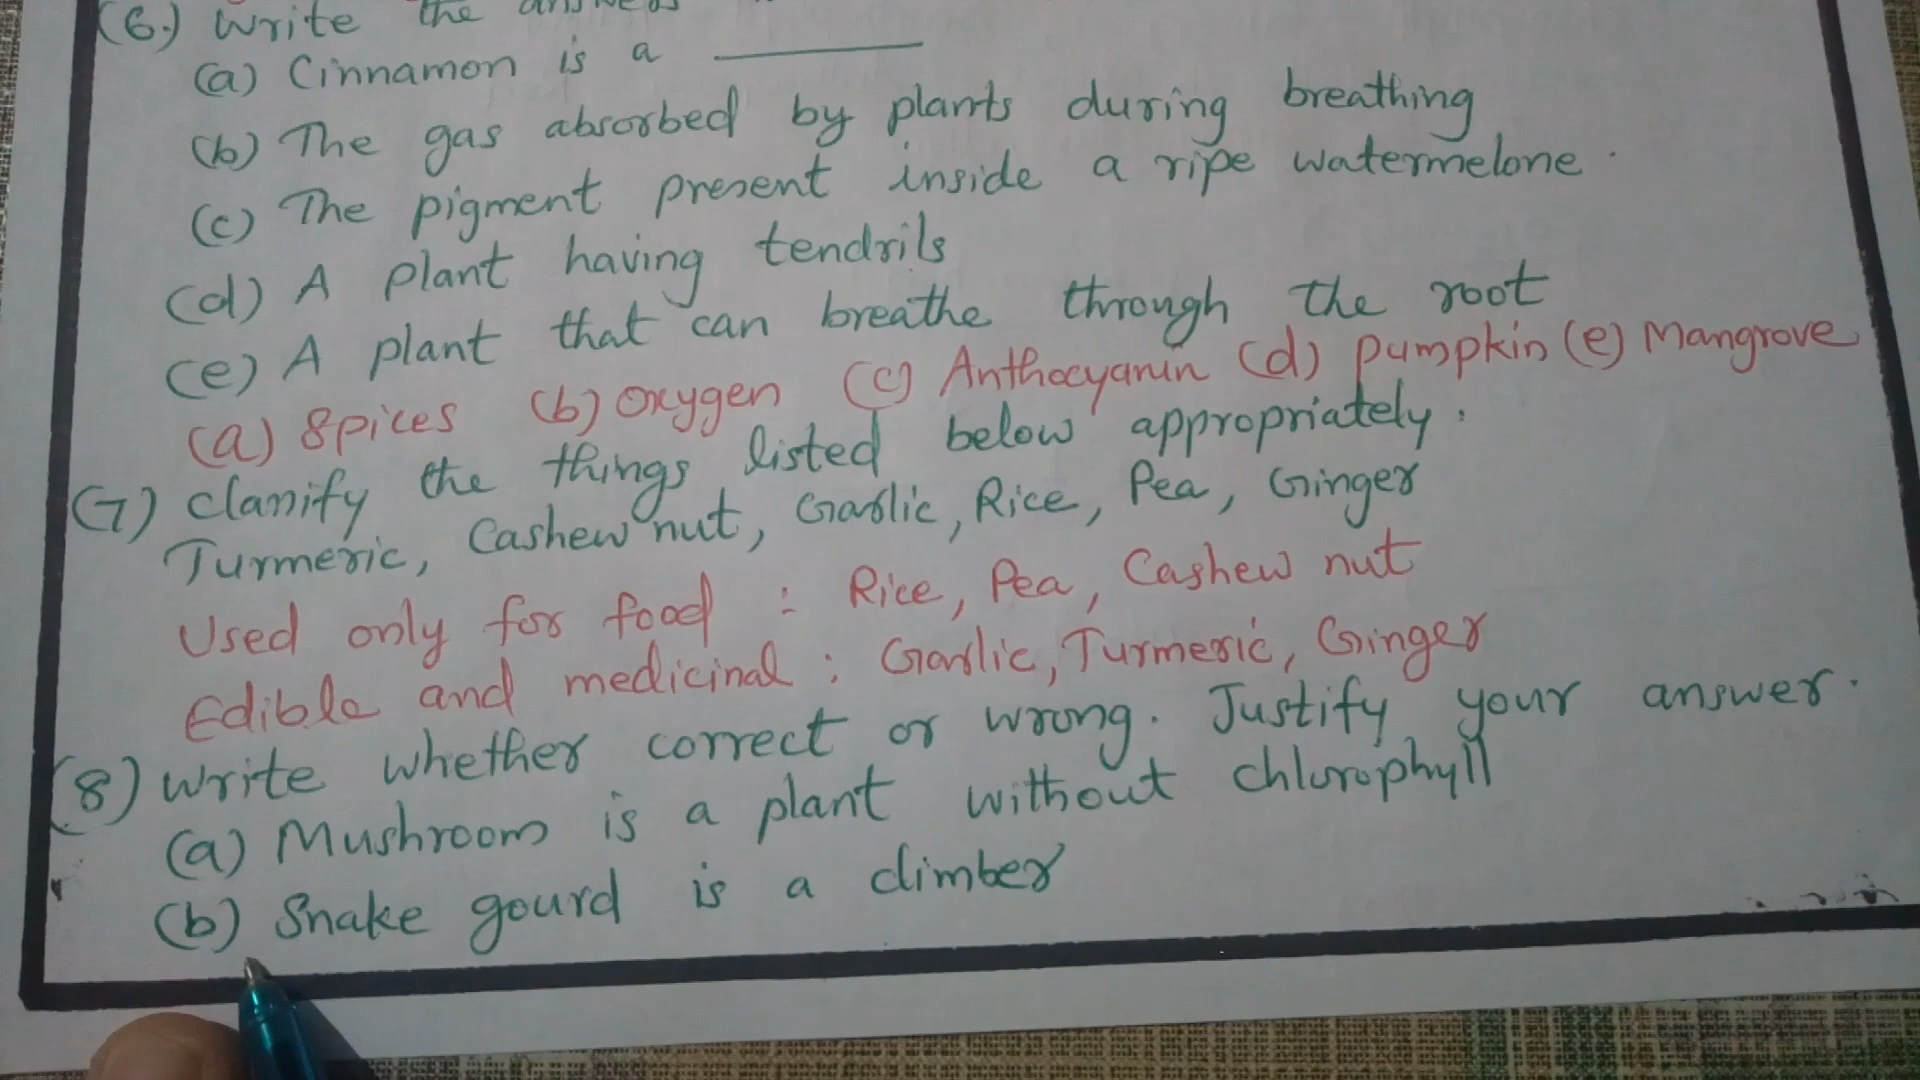 (6.) Write the answers
(a) Cinnamon is a ________
(b) The gas absorbed by plants during breathing
(c) The pigment present inside a ripe watermelone.
(d) A plant having tendrils
(e) A plant that can breathe through the root
(a) Spices (b) Oxygen (c) Anthocyanin (d) pumpkin (e) Mangrove
(7) classify the things listed below appropriately.
Turmeric, Cashew nut, Garlic, Rice, Pea, Ginger
Used only for food : Rice, Pea, Cashew nut
Edible and medicinal : Garlic, Turmeric, Ginger
(8) Write whether correct or wrong. Justify your answer.
(a) Mushroom is a plant without chlorophyll
(b) Snake gourd is a climber